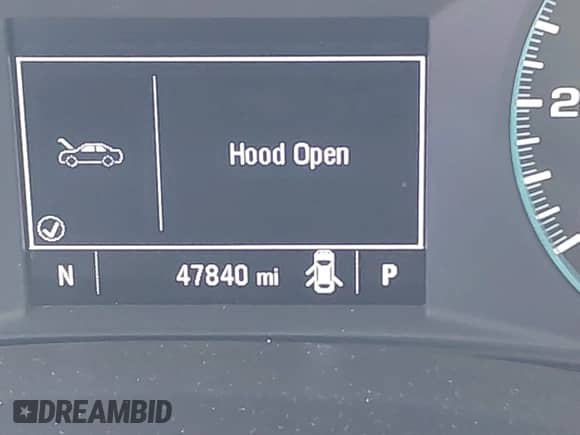 Hood Open
N 47840 mi P
2
DREAMBID